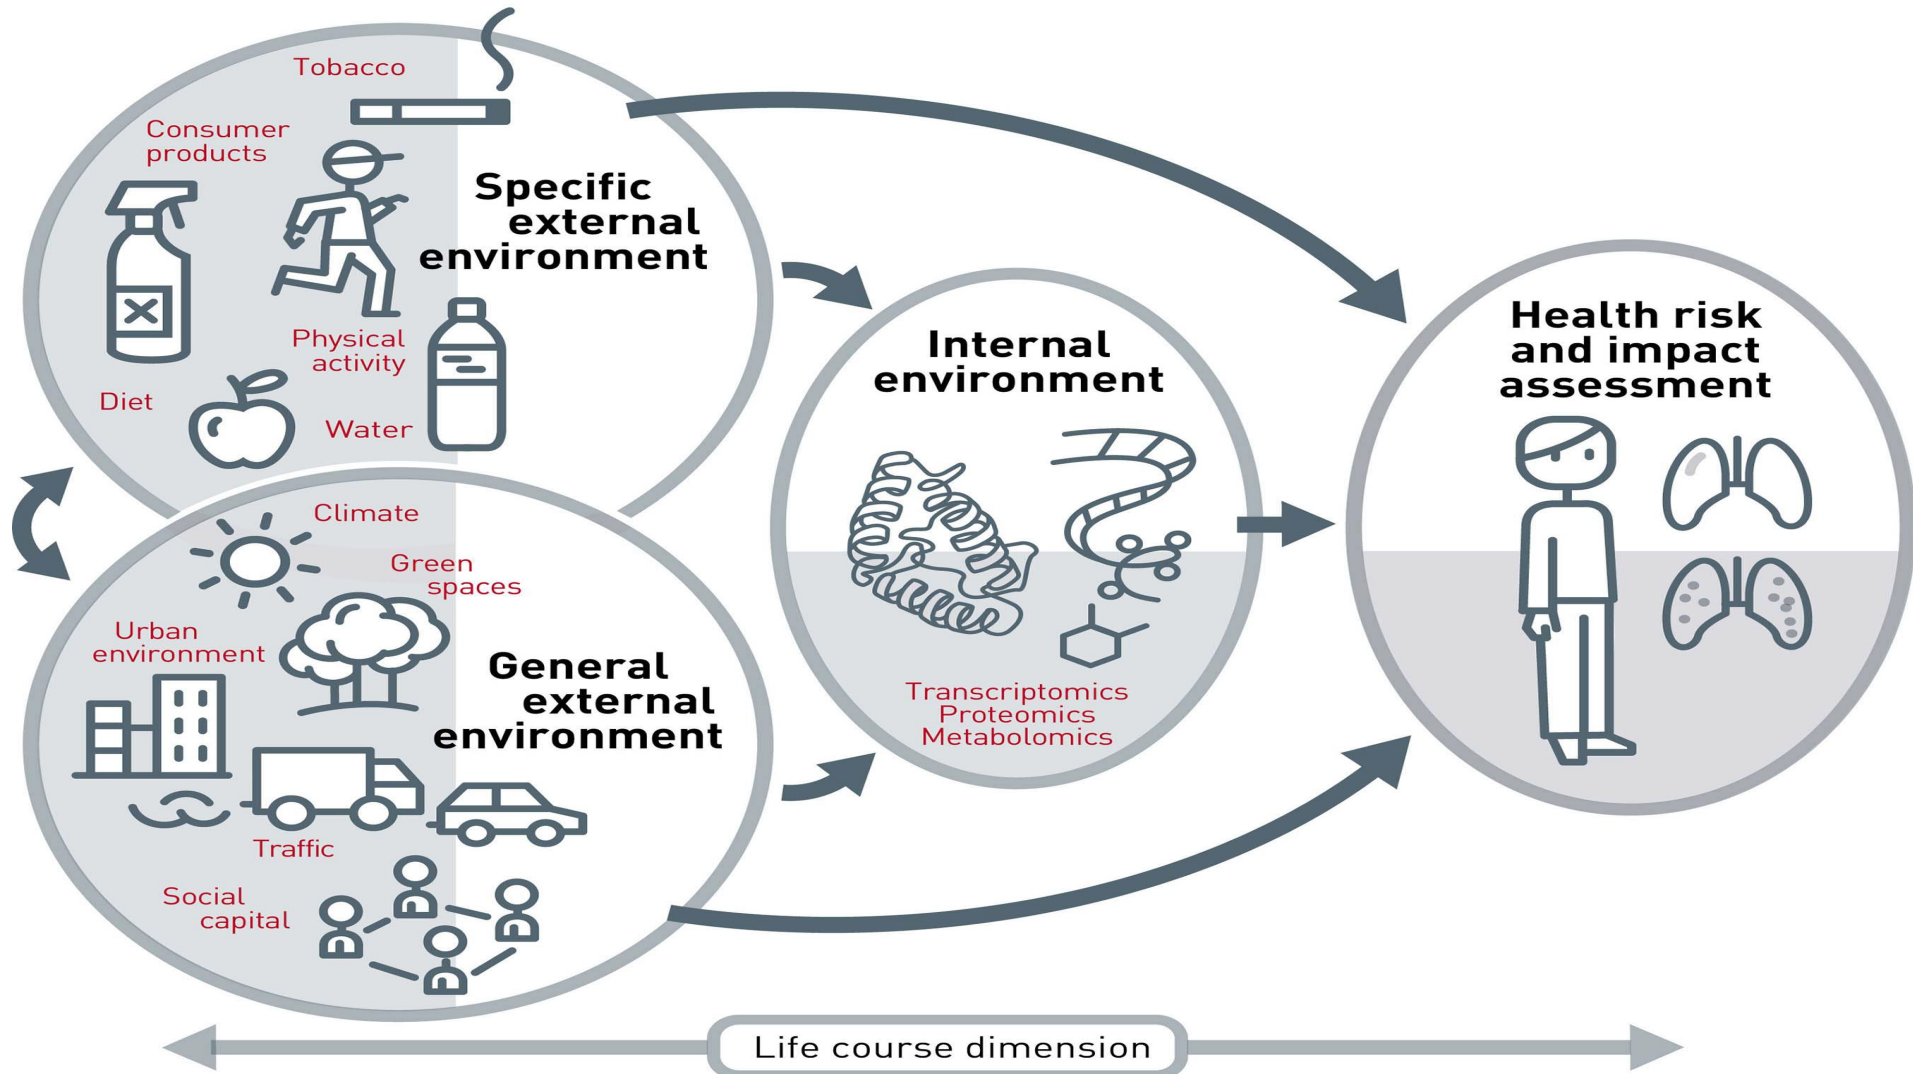 Tobacco
Consumer
products
Specific
external
environment
Physical
activity
Diet
Water
Climate
Green
spaces
Urban
environment
General
external
environment
Traffic
Social
capital
Internal
environment
Transcriptomics
Proteomics
Metabolomics
Health risk
and impact
assessment
Life course dimension